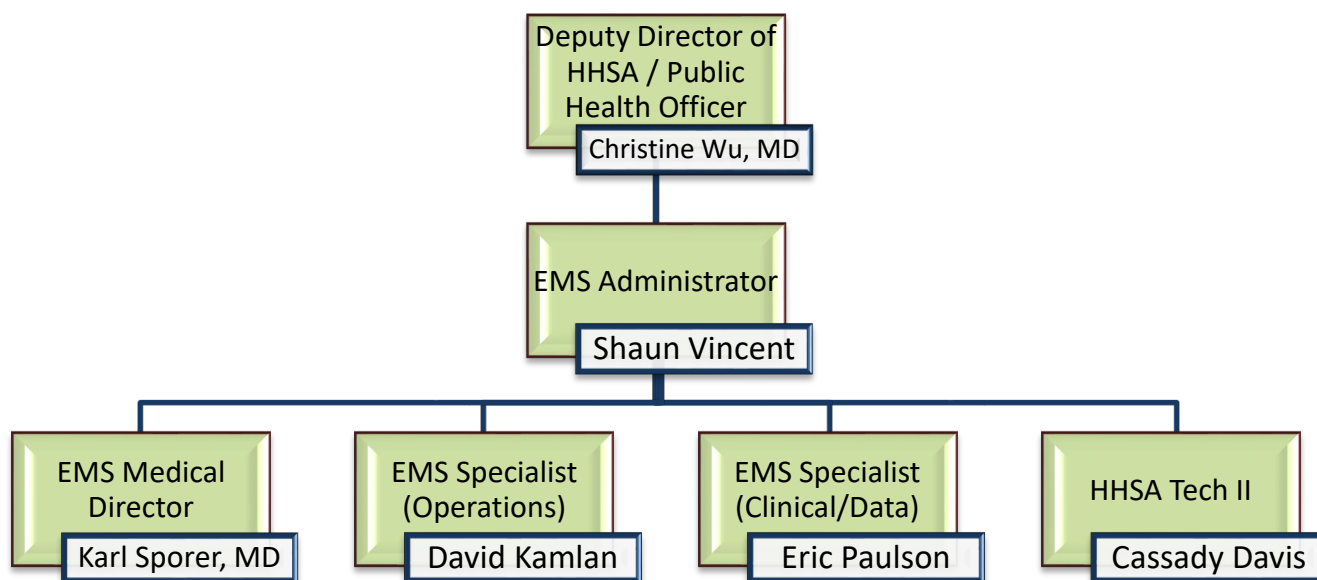 Deputy Director of
HHSA / Public
Health Officer
Christine Wu, MD
EMS Administrator
Shaun Vincent
EMS Medical
Director
Karl Sporer, MD
EMS Specialist
(Operations)
David Kamlan
EMS Specialist
(Clinical/Data)
Eric Paulson
HHSA Tech II
Cassady Davis